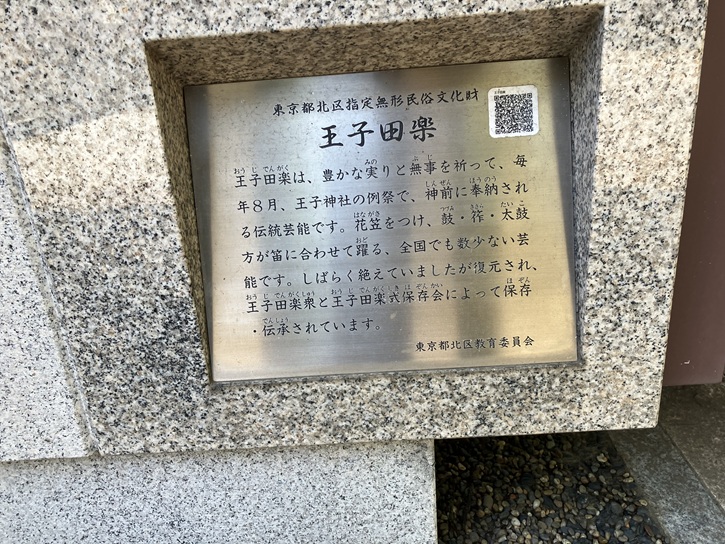 東京都北区指定無形民俗文化財
王子田楽
王子田楽は、豊かな実りと無事を祈って、毎
年8月、王子神社の例祭で、神前に奉納され
る伝統芸能です。花笠をつけ、鼓・筰・太鼓
方が笛に合わせて躍る、全国でも数少ない芸
能です。しばらく絶えていましたが復元され、
王子田楽衆と王子田楽式保存会によって保存
・伝承されています。
東京都北区教育委員会